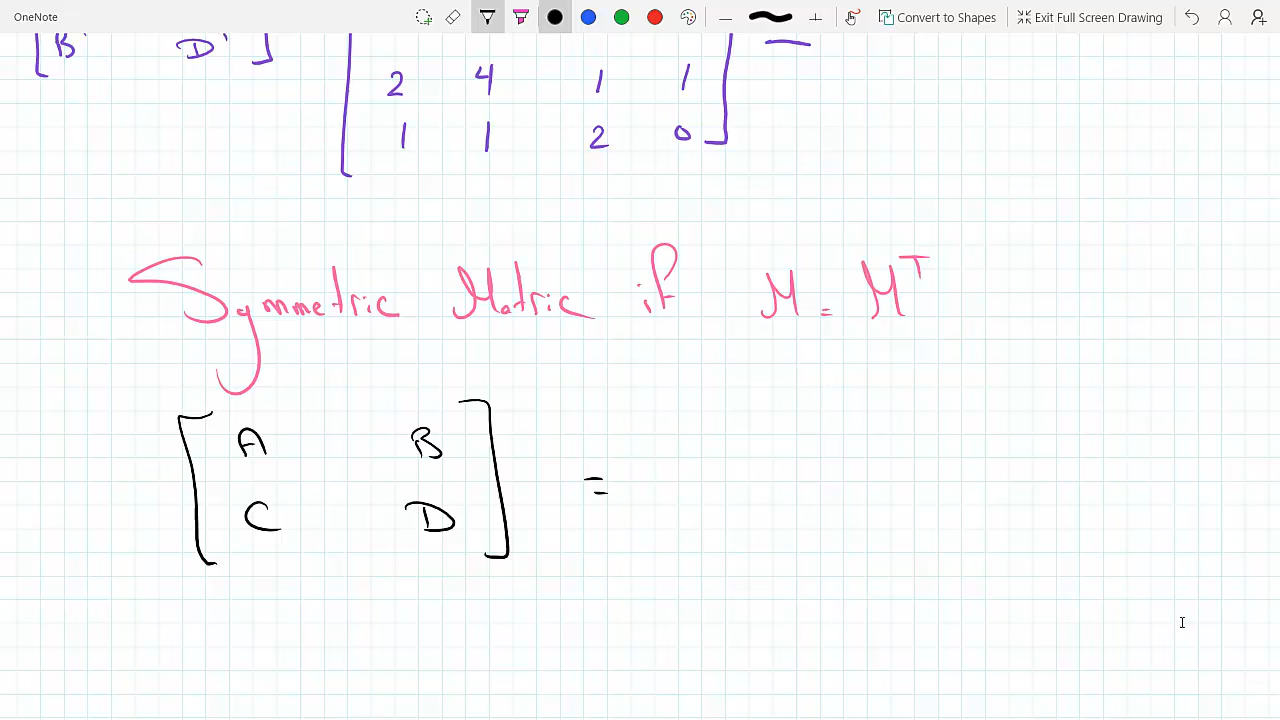 OneNote
Convert to Shapes Exit Full Screen Drawing
B' D'
2 4 1 1
1 1 2 0
Symmetric Matric if M = M^T
A B
C D =